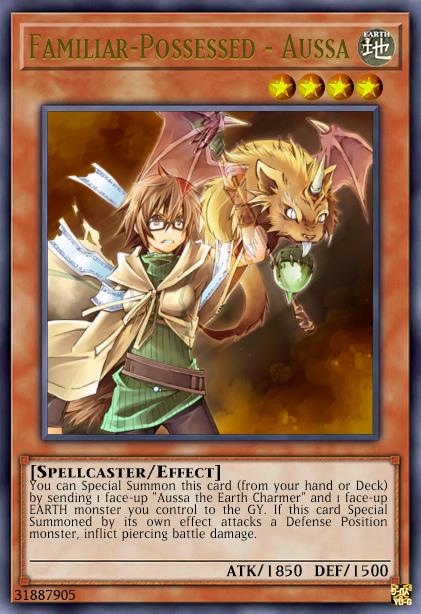 Familiar-Possessed - Aussa
EARTH
地
[Spellcaster/Effect]
You can Special Summon this card (from your hand or Deck)
by sending 1 face-up "Aussa the Earth Charmer" and 1 face-up
EARTH monster you control to the GY. If this card Special
Summoned by its own effect attacks a Defense Position
monster, inflict piercing battle damage.
ATK/1850 DEF/1500
31887905